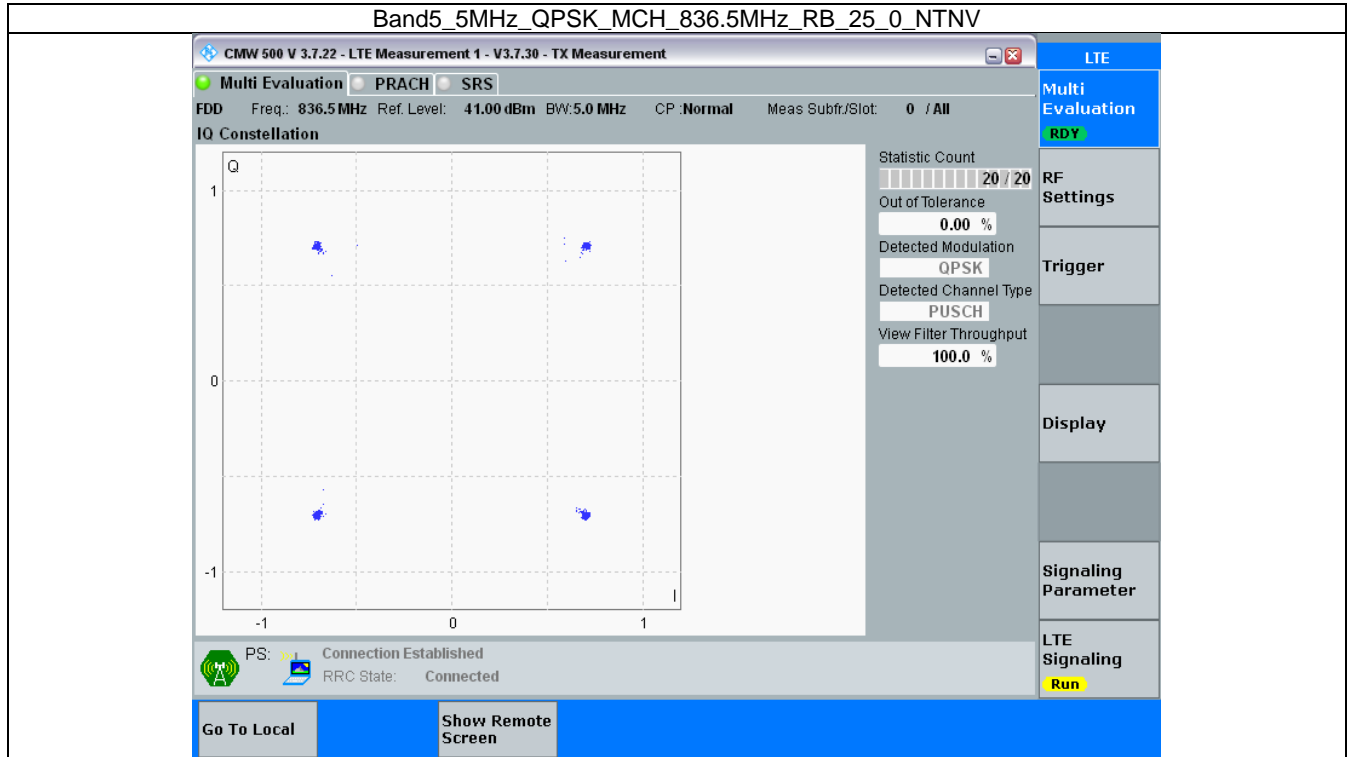 Band5_5MHz_QPSK_MCH_836.5MHz_RB_25_0_NTNV
CMW 500 V 3.7.22 - LTE Measurement 1 - V3.7.30 - TX Measurement
LTE
Multi Evaluation PRACH SRS
FDD Freq.: 836.5 MHz Ref. Level: 41.00 dBm BW:5.0 MHz CP :Normal Meas Subfr./Slot: 0 / All
IQ Constellation
Multi
Evaluation
RDY
Q
1
0
-1
I
-1 0 1
Statistic Count
20 / 20
Out of Tolerance
0.00 %
Detected Modulation
QPSK
Detected Channel Type
PUSCH
View Filter Throughput
100.0 %
RF
Settings
Trigger
Display
Signaling
Parameter
LTE
Signaling
Run
PS: Connection Established
RRC State: Connected
Go To Local
Show Remote
Screen